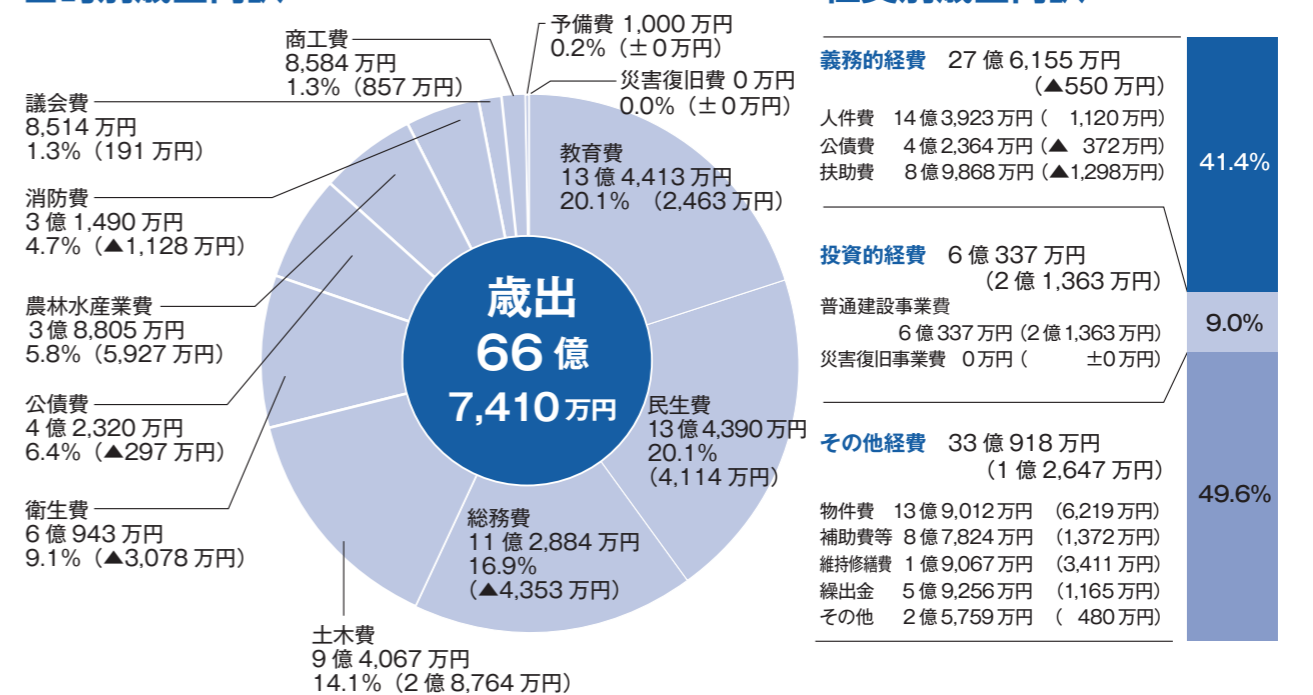 商工費
8,584 万円
1.3%（857 万円）
予備費 1,000 万円
0.2%（±0万円）
災害復旧費 0 万円
0.0%（±0万円）
議会費
8,514 万円
1.3%（191 万円）
消防費
3 億 1,490 万円
4.7%（▲1,128 万円）
農林水産業費
3 億 8,805 万円
5.8%（5,927 万円）
公債費
4 億 2,320 万円
6.4%（▲297 万円）
衛生費
6 億 943 万円
9.1%（▲3,078 万円）
土木費
9 億 4,067 万円
14.1%（2 億 8,764 万円）
総務費
11 億 2,884 万円
16.9%
（▲4,353 万円）
民生費
13 億 4,390 万円
20.1%
（4,114 万円）
教育費
13 億 4,413 万円
20.1%（2,463 万円）
歳出
66 億
7,410 万円
義務的経費 27 億 6,155 万円
（▲550 万円）
人件費 14 億 3,923 万円（ 1,120万円）
公債費 4 億 2,364 万円（▲ 372万円）
扶助費 8 億 9,868 万円（▲1,298万円）
投資的経費 6 億 337 万円
（2 億 1,363 万円）
普通建設事業費
6 億 337 万円（2 億 1,363 万円）
災害復旧事業費 0万円（ ±0 万円）
その他経費 33 億 918 万円
（1 億 2,647 万円）
物件費 13 億 9,012 万円 （6,219 万円）
補助費等 8 億 7,824 万円 （1,372 万円）
維持修繕費 1 億 9,067 万円 （3,411 万円）
繰出金 5 億 9,256 万円 （1,165 万円）
その他 2 億 5,759 万円 （ 480 万円）
41.4%
9.0%
49.6%